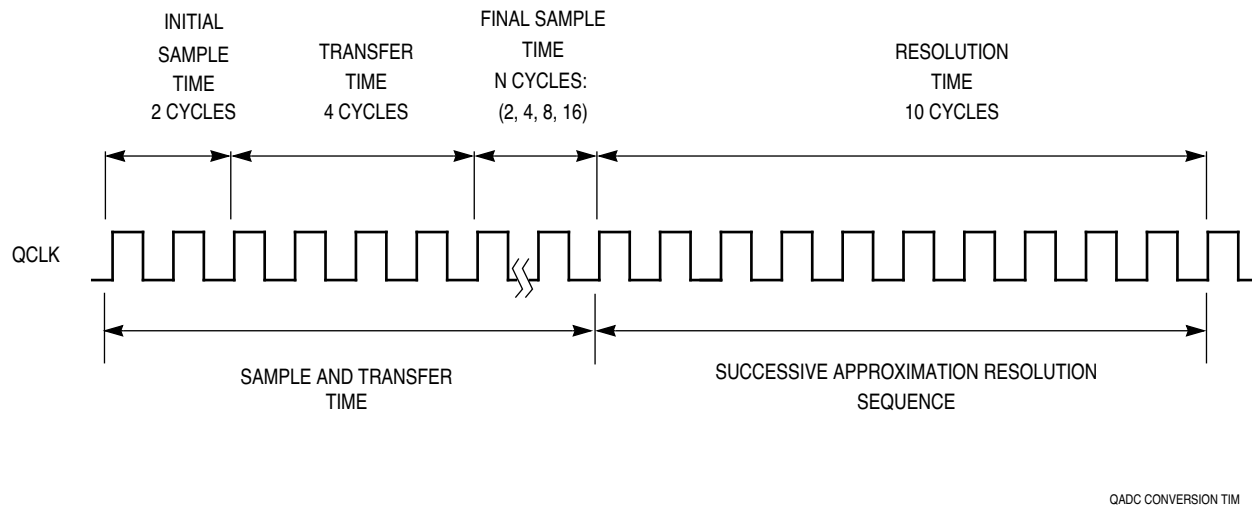 INITIAL
SAMPLE
TIME
2 CYCLES
TRANSFER
TIME
4 CYCLES
FINAL SAMPLE
TIME
N CYCLES:
(2, 4, 8, 16)
RESOLUTION
TIME
10 CYCLES
QCLK
SAMPLE AND TRANSFER
TIME
SUCCESSIVE APPROXIMATION RESOLUTION
SEQUENCE
QADC CONVERSION TIM